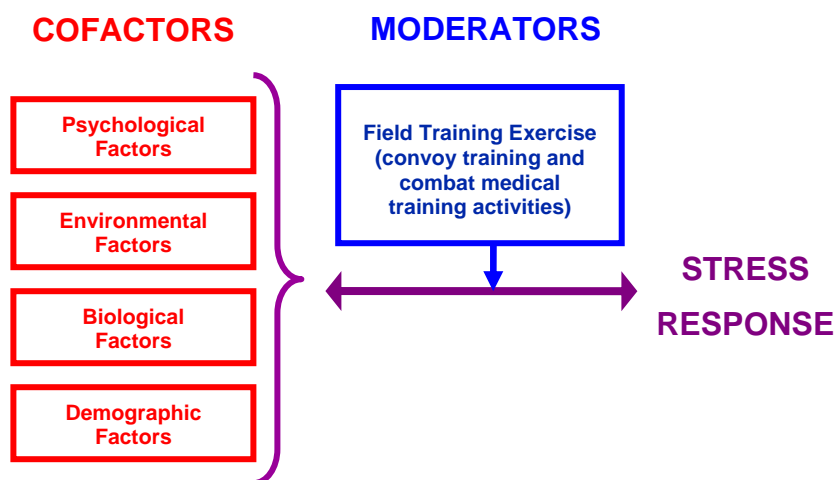 COFACTORS
Psychological
Factors
Environmental
Factors
Biological
Factors
Demographic
Factors
MODERATORS
Field Training Exercise
(convoy training and
combat medical
training activities)
STRESS
RESPONSE